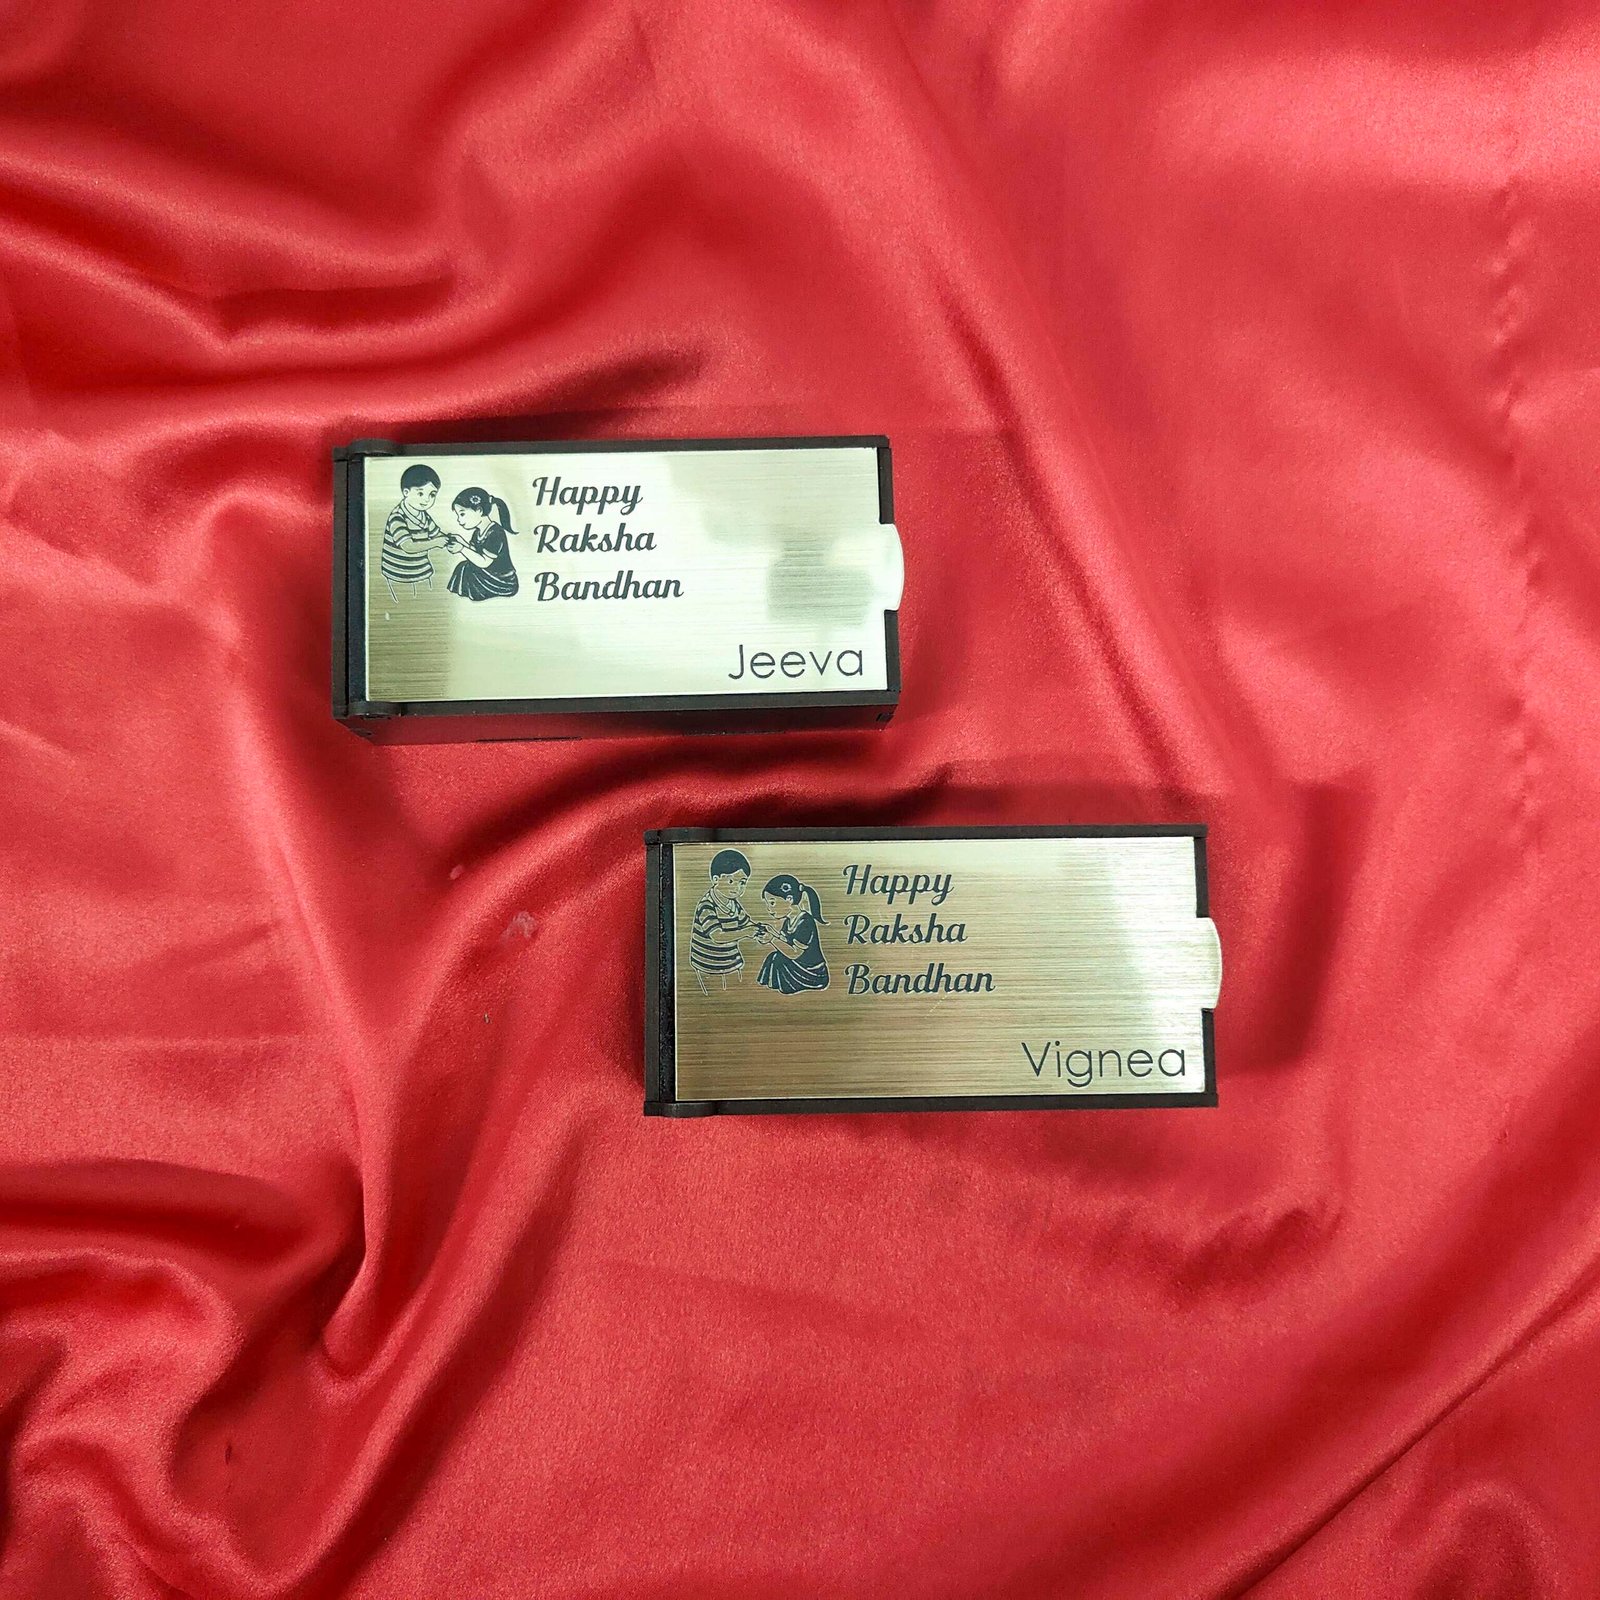 Happy
Raksha
Bandhan
Jeeva
Happy
Raksha
Bandhan
Vignea